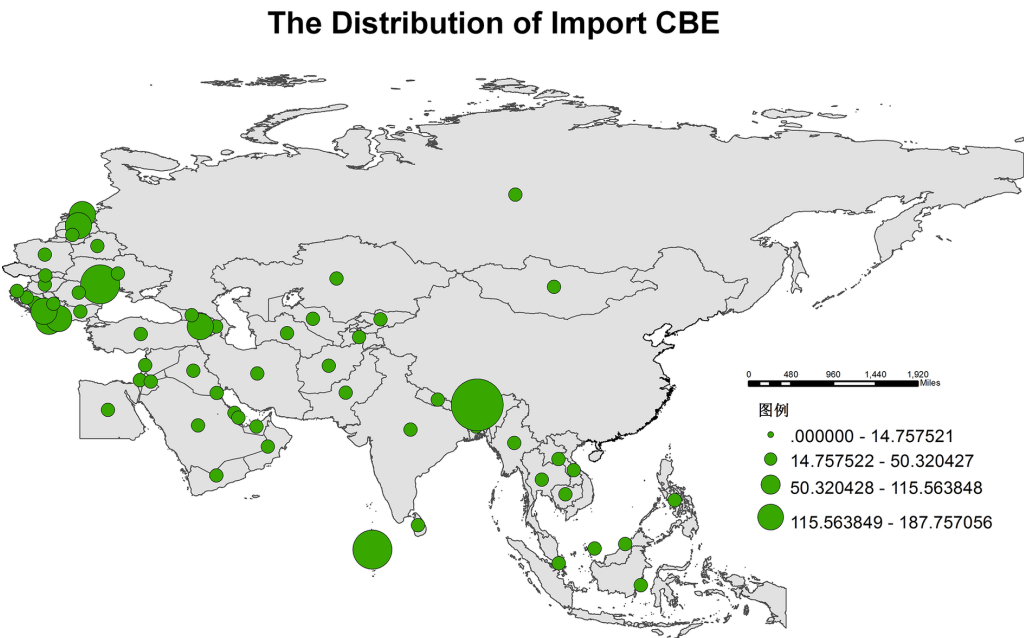 The Distribution of Import CBE
0 480 960 1,440 1,920
Miles
图例
.000000 - 14.757521
14.757522 - 50.320427
50.320428 - 115.563848
115.563849 - 187.757056